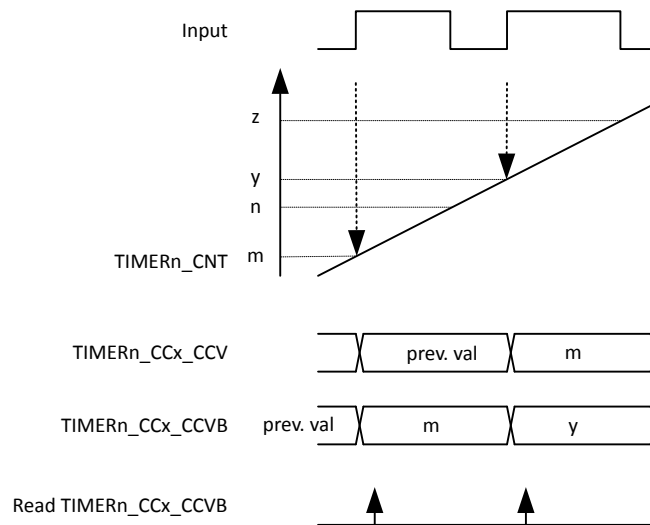 Input
z
y
n
TIMERn_CNT m
TIMERn_CCx_CCV prev. val m
TIMERn_CCx_CCVB prev. val m y
Read TIMERn_CCx_CCVB